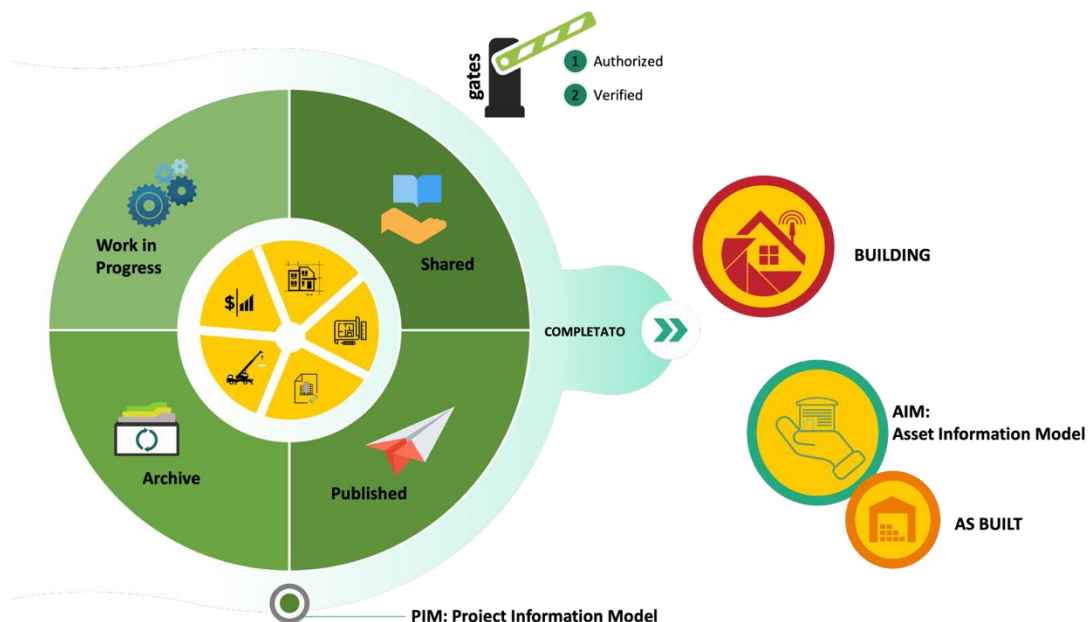 gates
1 Authorized
2 Verified
Work in
Progress
Shared
$
BUILDING
COMPLETATO
AIM:
Asset Information Model
Archive
Published
AS BUILT
PIM: Project Information Model